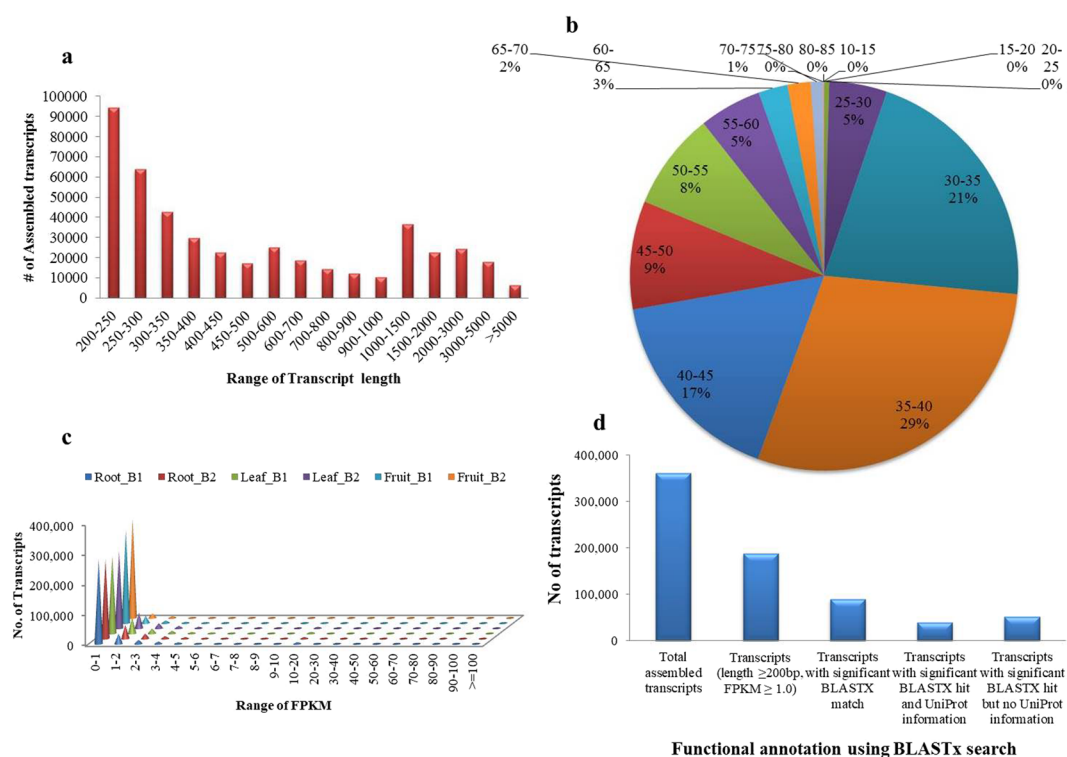 a
100000
90000
80000
70000
60000
50000
40000
30000
20000
10000
0
# of Assembled transcripts
200-250
250-300
300-350
350-400
400-450
450-500
500-600
600-700
700-800
800-900
900-1000
1000-1500
1500-2000
2000-3000
3000-5000
>5000
Range of Transcript length
b
65-70
2%
60-
65
3%
70-75
1%
75-80
0%
80-85
0%
10-15
0%
15-20
0%
20-
25
0%
25-30
5%
30-35
21%
35-40
29%
40-45
17%
45-50
9%
50-55
8%
55-60
5%
c
Root_B1
Root_B2
Leaf_B1
Leaf_B2
Fruit_B1
Fruit_B2
400,000
300,000
200,000
100,000
0
No. of Transcripts
0-1
1-2
2-3
3-4
4-5
5-6
6-7
7-8
8-9
9-10
10-20
20-30
30-40
40-50
50-60
60-70
70-80
80-90
90-100
>=100
Range of FPKM
d
400,000
300,000
200,000
100,000
0
No of transcripts
Total
assembled
transcripts
Transcripts
(length ≥200bp,
FPKM ≥ 1.0)
Transcripts
with significant
BLASTX
match
Transcripts
with significant
BLASTX hit
and UniProt
information
Transcripts
with significant
BLASTX hit
but no UniProt
information
Functional annotation using BLASTx search